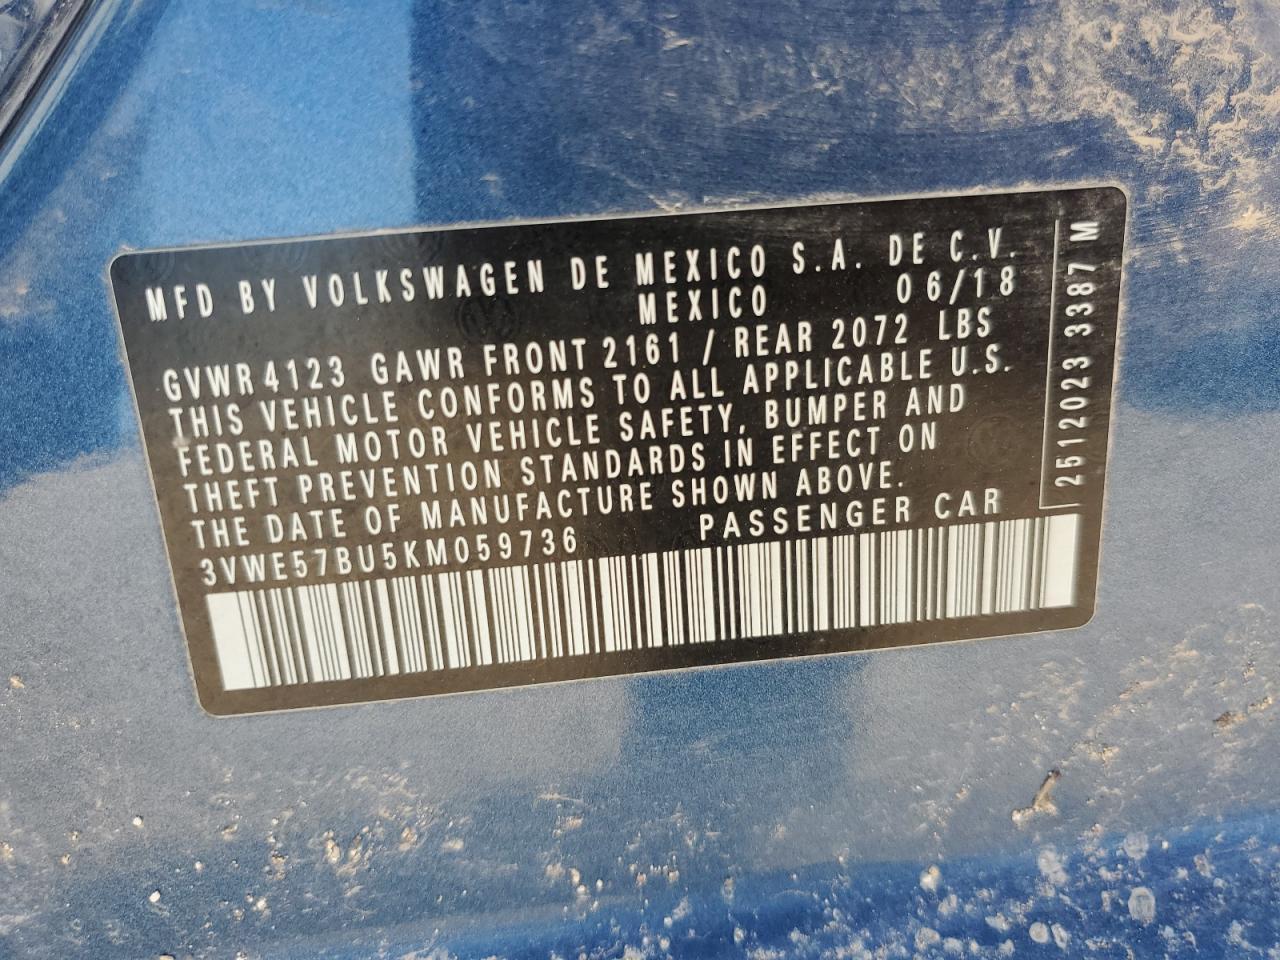 MFD BY VOLKSWAGEN DE MEXICO S.A. DE C.V.
MEXICO 06/18
GVWR 4123 GAWR FRONT 2161 / REAR 2072 LBS
THIS VEHICLE CONFORMS TO ALL APPLICABLE U.S.
FEDERAL MOTOR VEHICLE SAFETY, BUMPER AND
THEFT PREVENTION STANDARDS IN EFFECT ON
THE DATE OF MANUFACTURE SHOWN ABOVE.
3VWE57BU5KM059736 PASSENGER CAR
2512023 3387 M